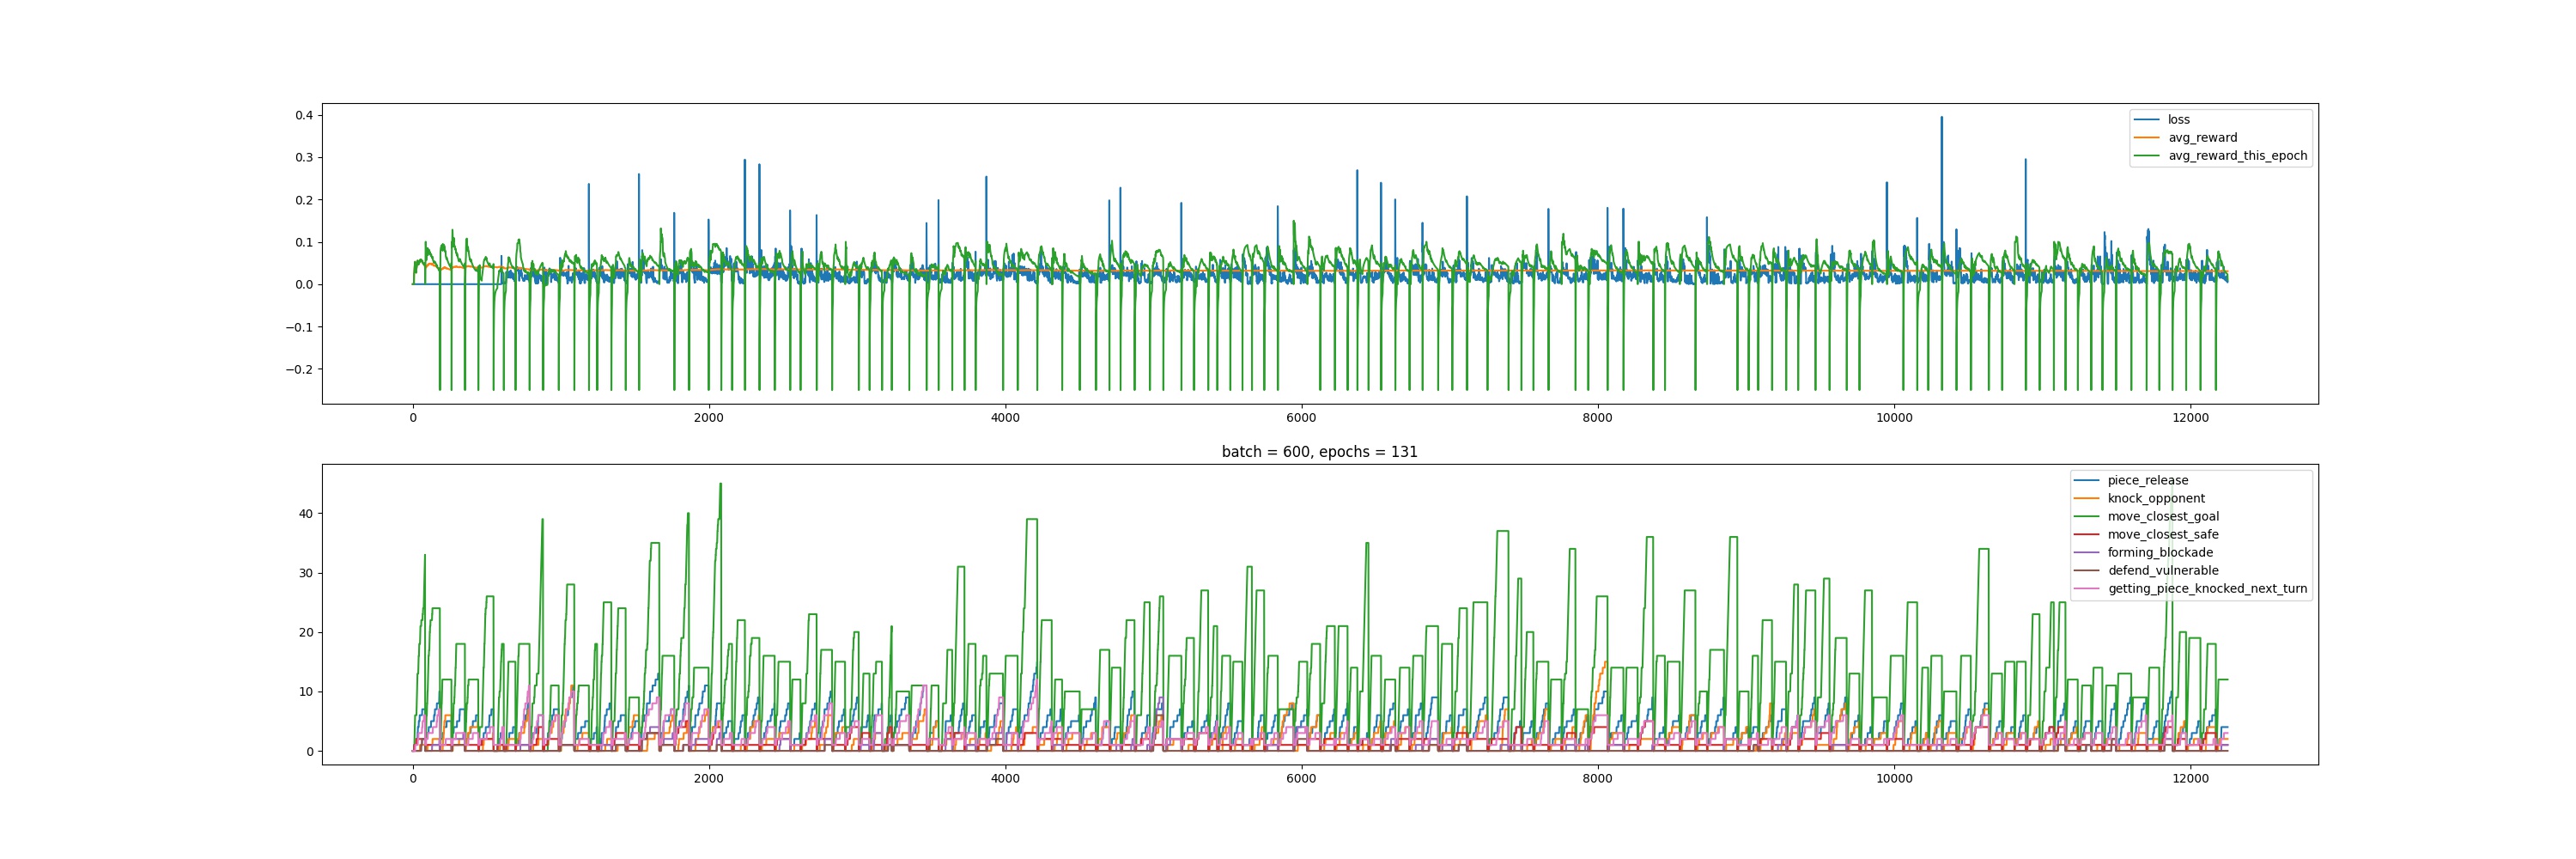 0.4
0.3
0.2
0.1
0.0
−0.1
−0.2
loss
avg_reward
avg_reward_this_epoch
0 2000 4000 6000 8000 10000 12000
batch = 600, epochs = 131
40
30
20
10
0
piece_release
knock_opponent
move_closest_goal
move_closest_safe
forming_blockade
defend_vulnerable
getting_piece_knocked_next_turn
0 2000 4000 6000 8000 10000 12000